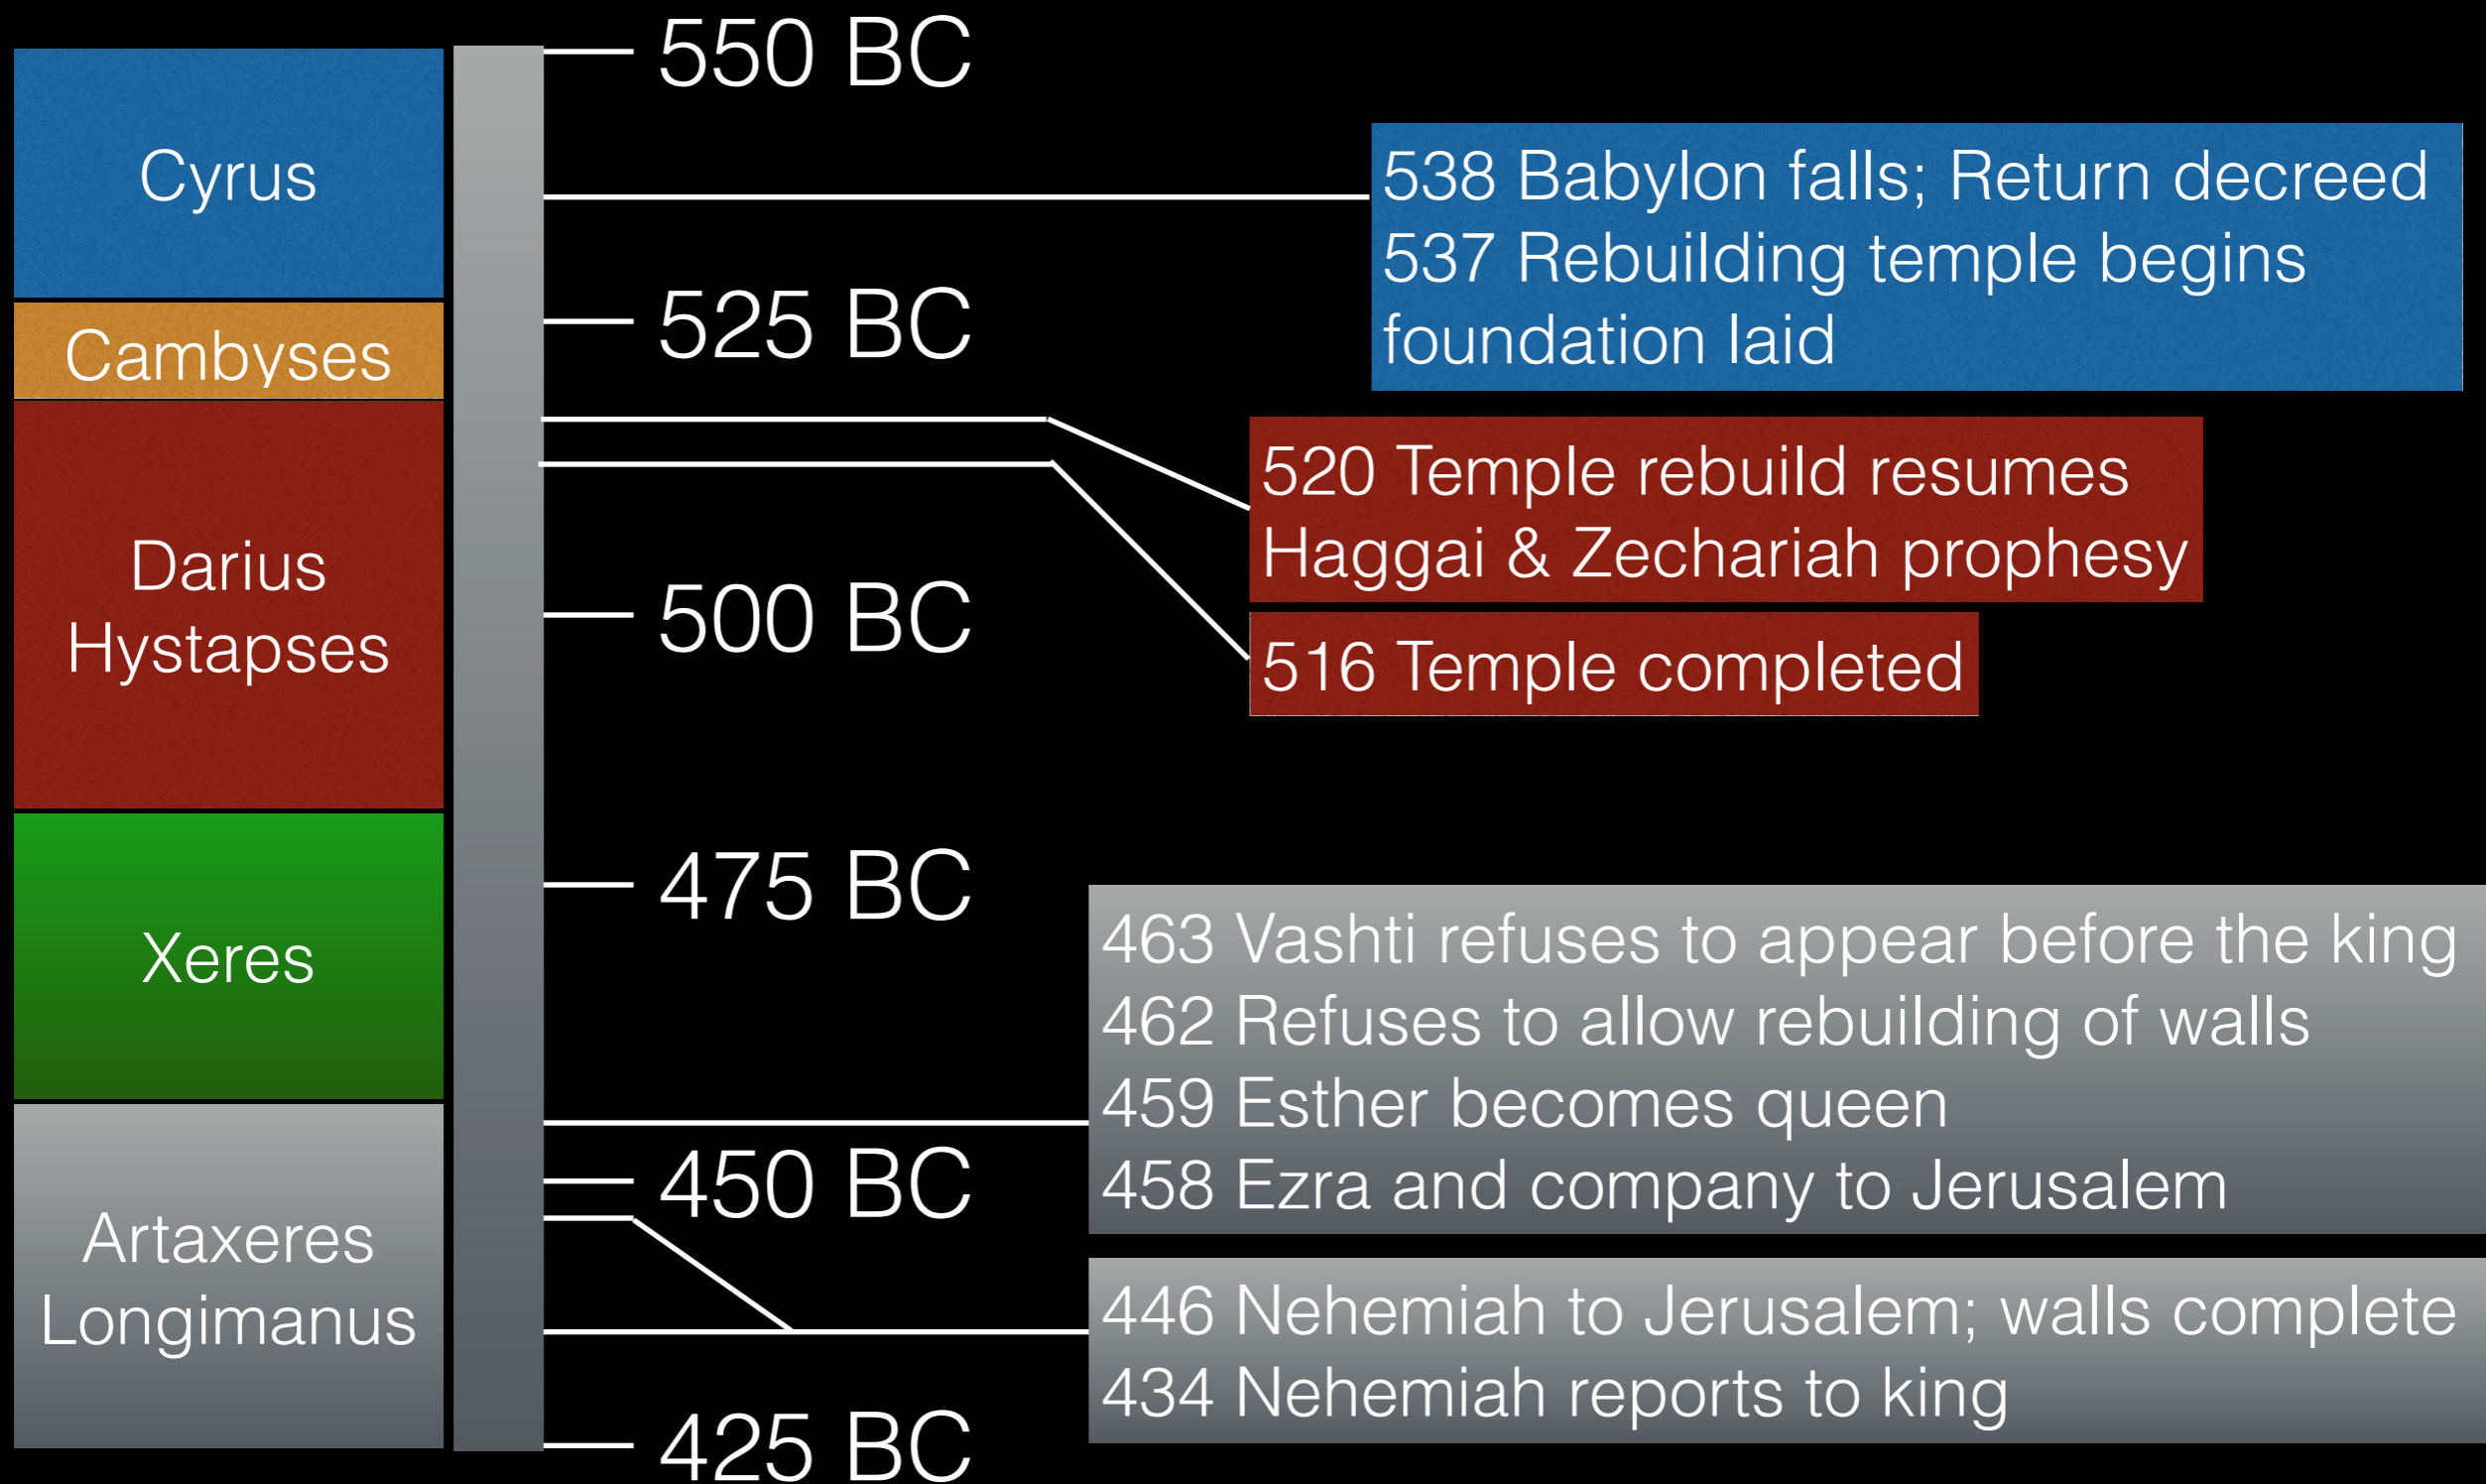 Cyrus
Cambyses
Darius
Hystapses
Xeres
Artaxeres
Longimanus
550 BC
525 BC
500 BC
475 BC
450 BC
425 BC
538 Babylon falls; Return decreed
537 Rebuilding temple begins
foundation laid
520 Temple rebuild resumes
Haggai & Zechariah prophesy
516 Temple completed
463 Vashti refuses to appear before the king
462 Refuses to allow rebuilding of walls
459 Esther becomes queen
458 Ezra and company to Jerusalem
446 Nehemiah to Jerusalem; walls complete
434 Nehemiah reports to king